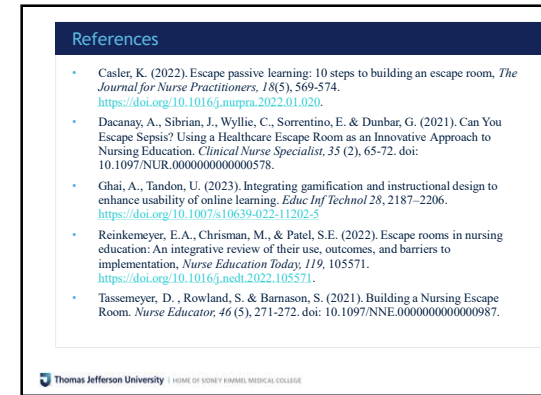 References
• Casler, K. (2022). Escape passive learning: 10 steps to building an escape room, The
Journal for Nurse Practitioners, 18(5), 569-574.
https://doi.org/10.1016/j.nurpra.2022.01.020.
• Dacanay, A., Sibrian, J., Wyllie, C., Sorrentino, E. & Dunbar, G. (2021). Can You
Escape Sepsis? Using a Healthcare Escape Room as an Innovative Approach to
Nursing Education. Clinical Nurse Specialist, 35 (2), 65-72. doi:
10.1097/NUR.0000000000000578.
• Ghai, A., Tandon, U. (2023). Integrating gamification and instructional design to
enhance usability of online learning. Educ Inf Technol 28, 2187–2206.
https://doi.org/10.1007/s10639-022-11202-5
• Reinkemeyer, E.A., Chrisman, M., & Patel, S.E. (2022). Escape rooms in nursing
education: An integrative review of their use, outcomes, and barriers to
implementation, Nurse Education Today, 119, 105571.
https://doi.org/10.1016/j.nedt.2022.105571.
• Tassemeyer, D. , Rowland, S. & Barnason, S. (2021). Building a Nursing Escape
Room. Nurse Educator, 46 (5), 271-272. doi: 10.1097/NNE.0000000000000987.
Thomas Jefferson University | HOME OF SIDNEY KIMMEL MEDICAL COLLEGE